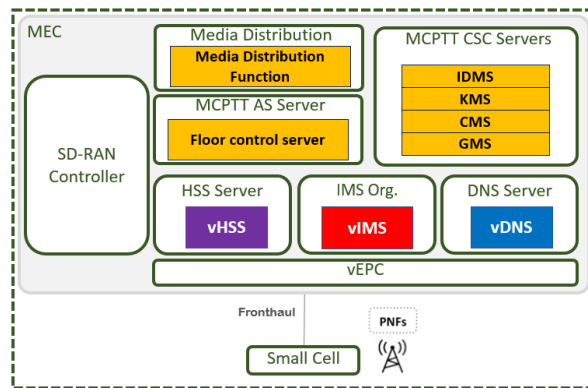 MEC
Media Distribution
Media Distribution
Function
MCPTT CSC Servers
IDMS
KMS
CMS
GMS
MCPTT AS Server
Floor control server
SD-RAN
Controller
HSS Server
vHSS
IMS Org.
vIMS
DNS Server
vDNS
vEPC
Fronthaul
PNFs
Small Cell